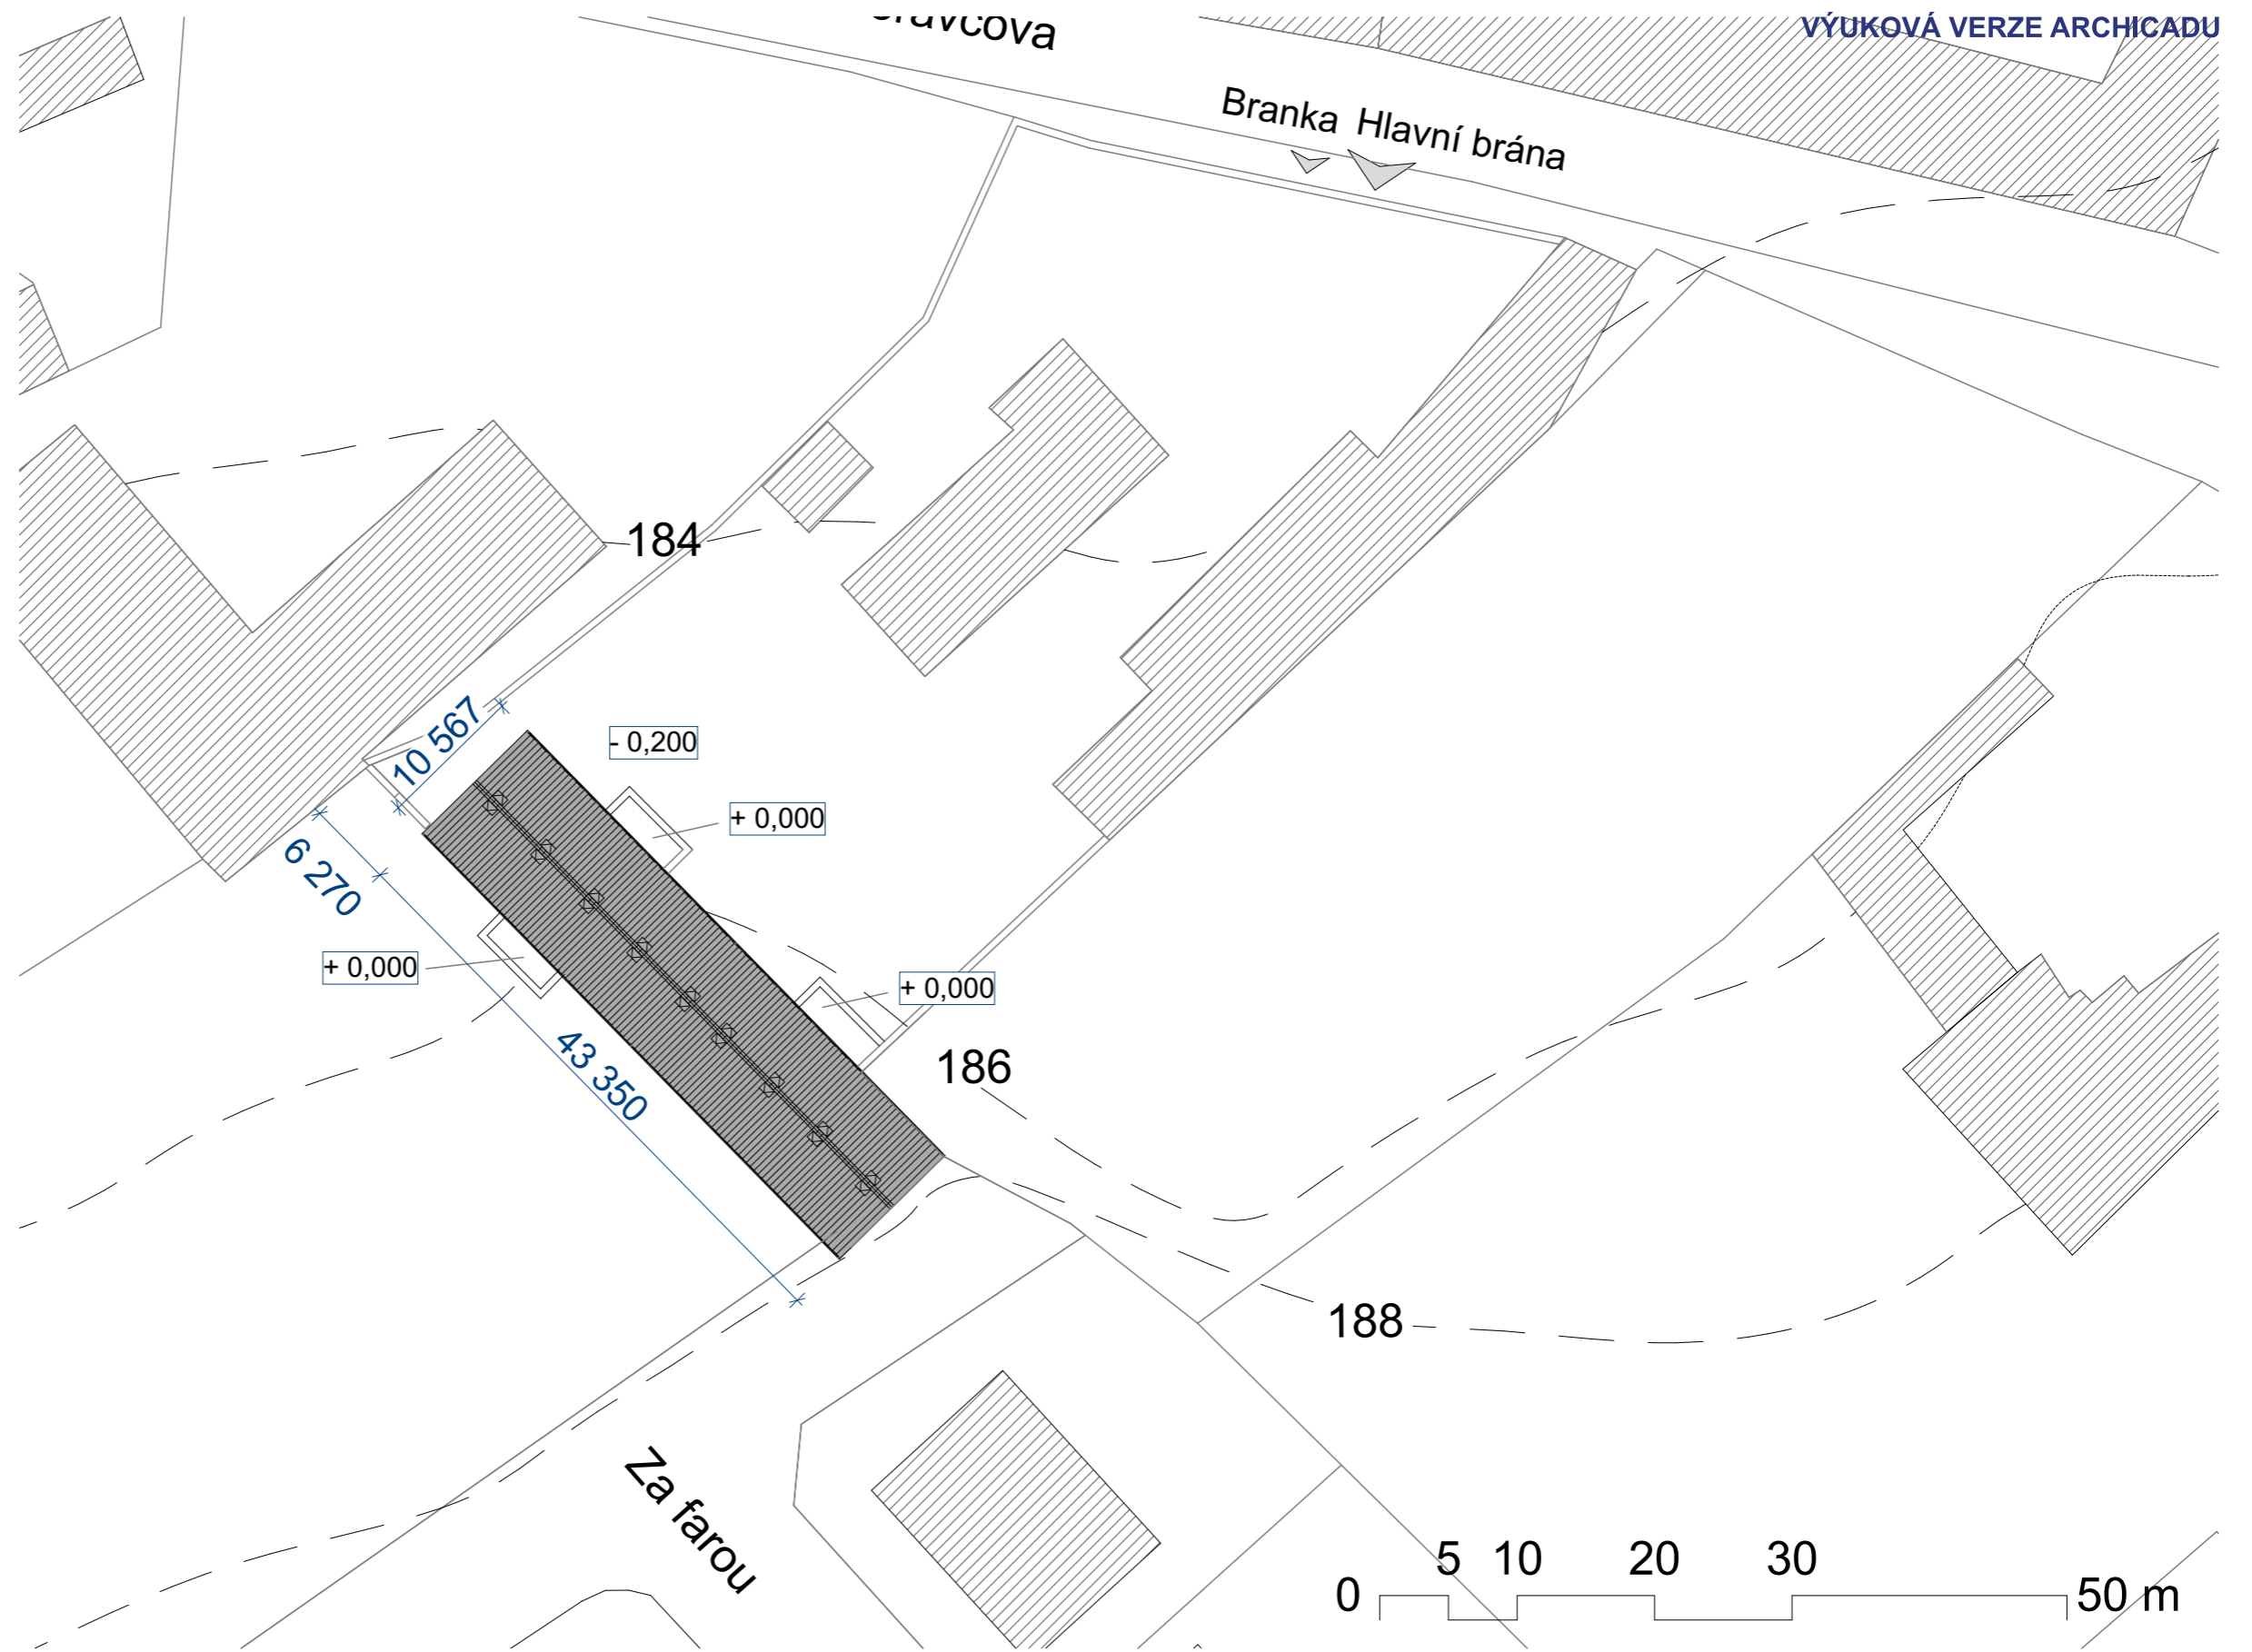 VÝUKOVÁ VERZE ARCHICADU
Branka Hlavní brána
184
10 567
- 0,200
+ 0,000
6 270
+ 0,000
+ 0,000
43 350
186
188
Za farou
0 5 10 20 30 50 m